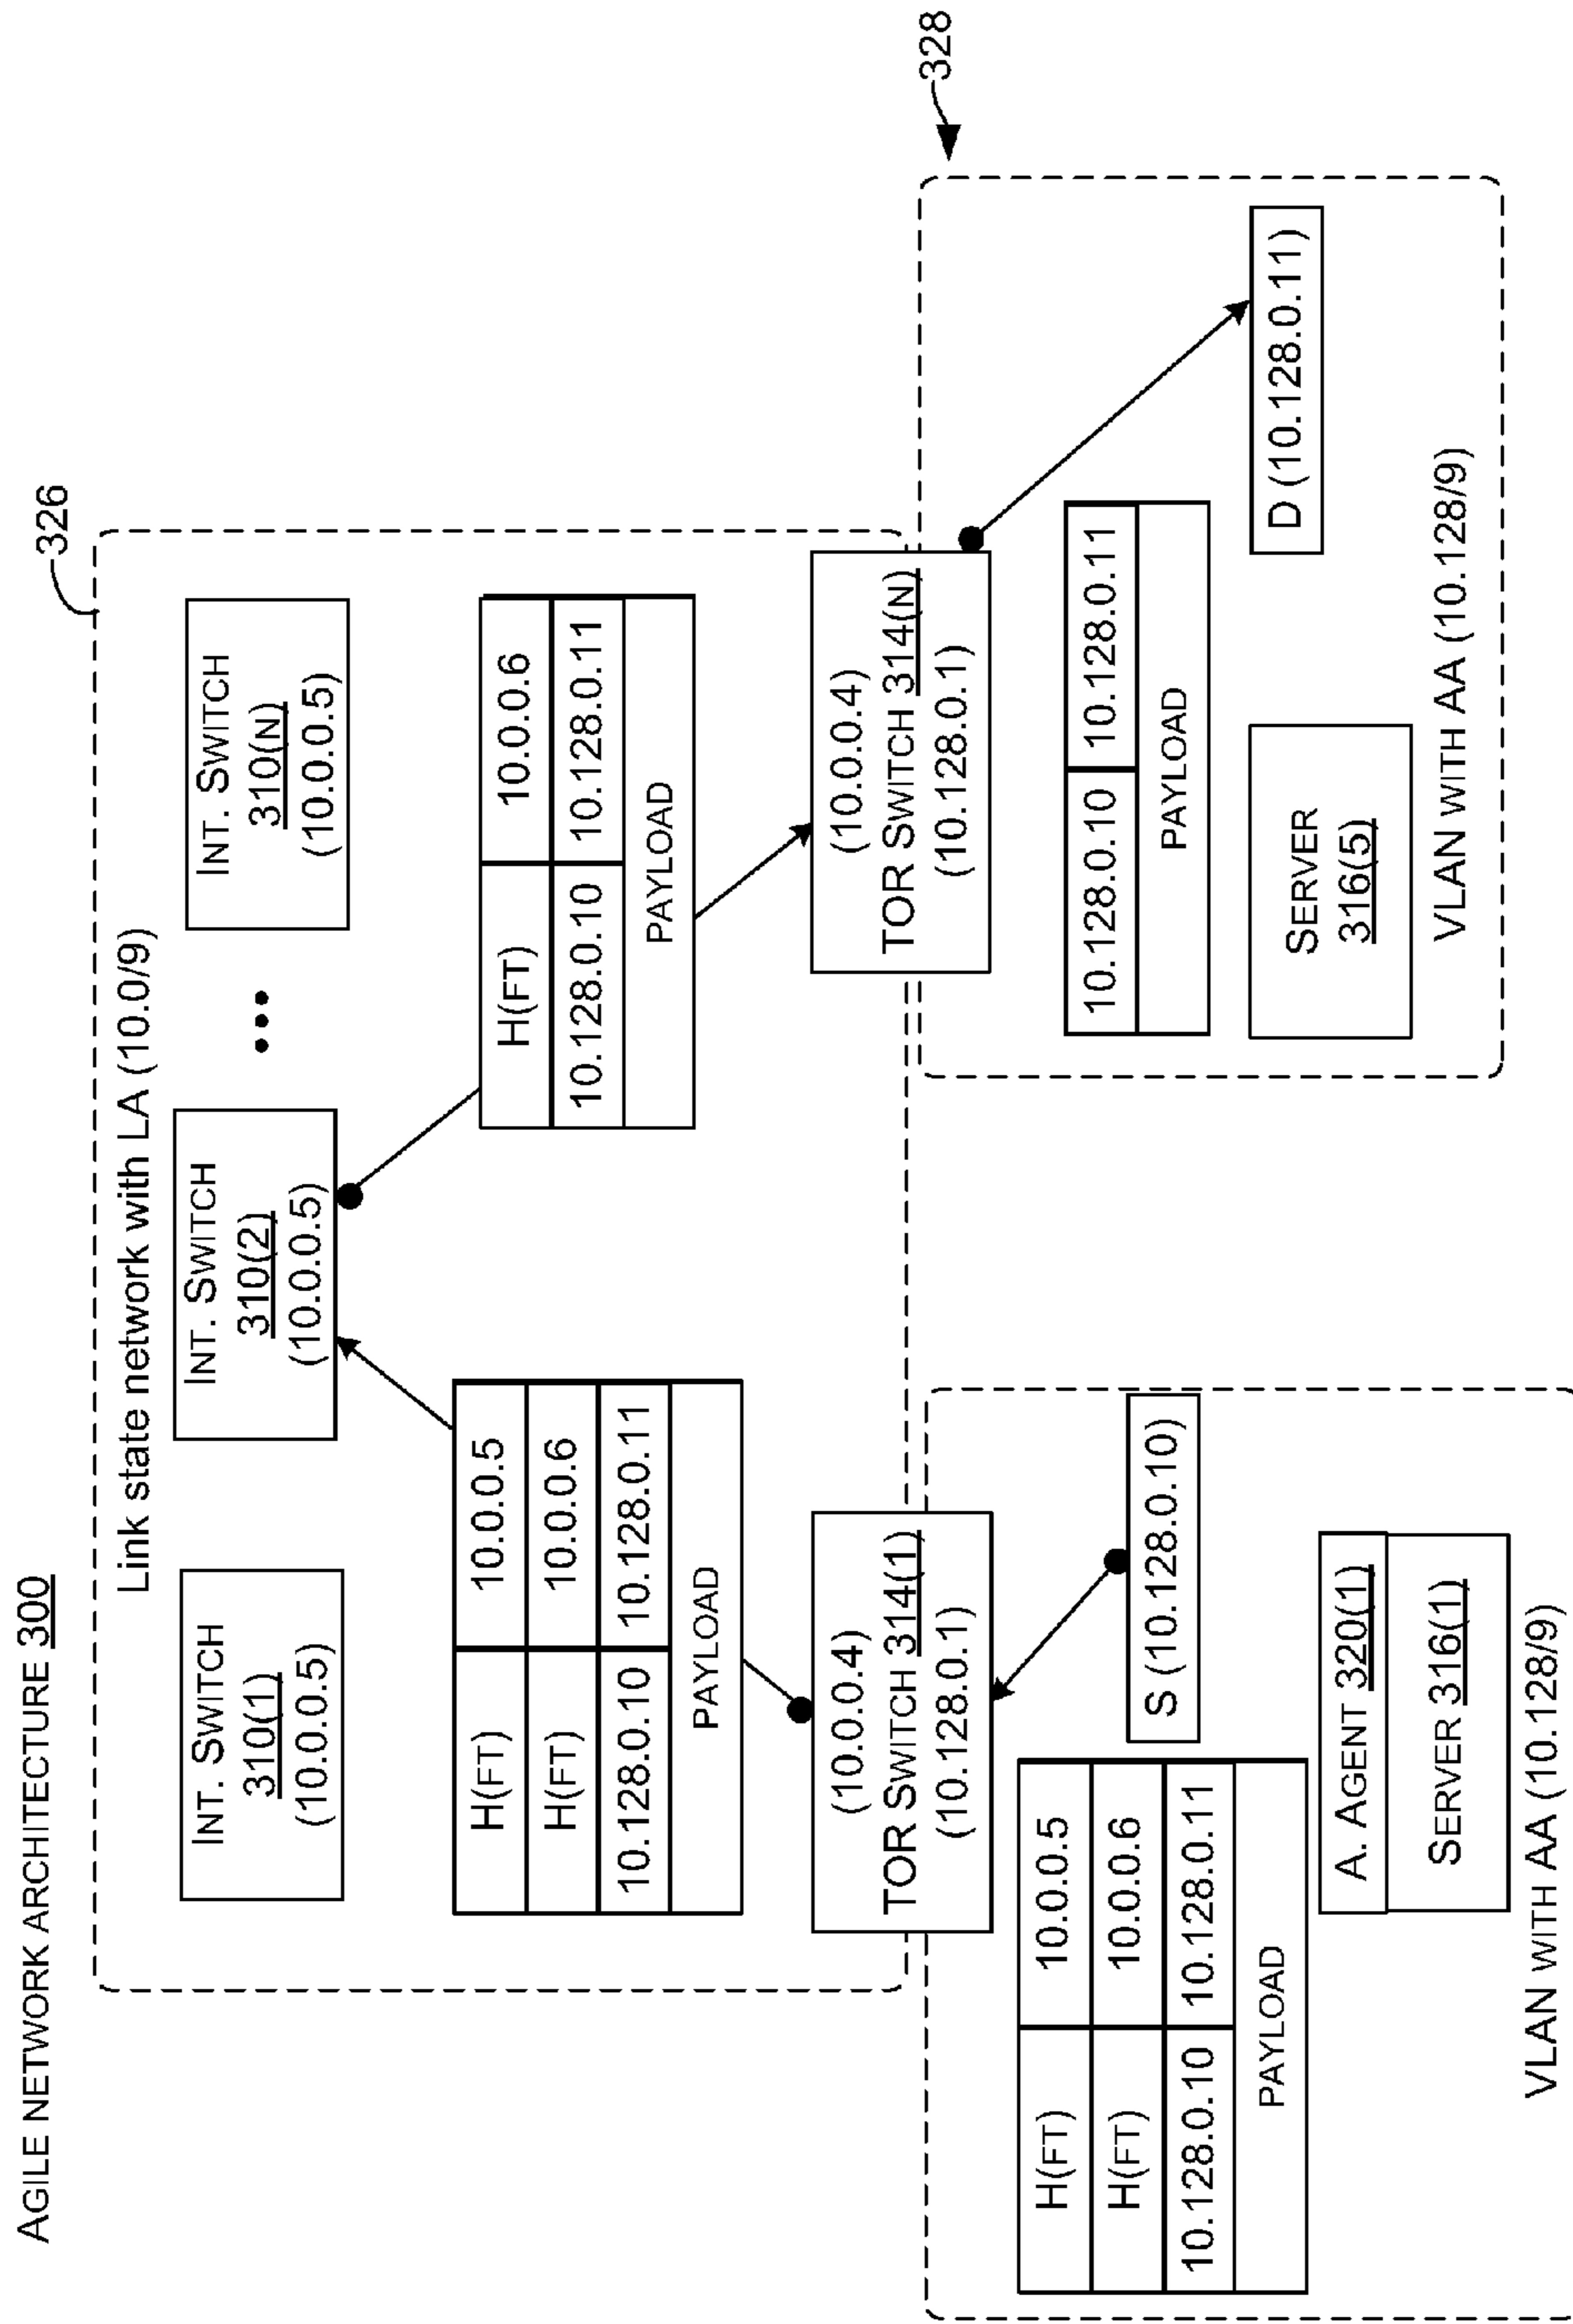 AGILE NETWORK ARCHITECTURE 300
326
Link state network with LA (10.0/9)
INT. SWITCH
310(1)
(10.0.0.5)
INT. SWITCH
310(2)
(10.0.0.5)
•••
INT. SWITCH
310(N)
(10.0.0.5)
H(FT) 10.0.0.5
H(FT) 10.0.0.6
10.128.0.10 10.128.0.11
PAYLOAD
H(FT) 10.0.0.6
10.128.0.10 10.128.0.11
PAYLOAD
(10.0.0.4)
TOR SWITCH 314(1)
(10.128.0.1)
(10.0.0.4)
TOR SWITCH 314(N)
(10.128.0.1)
328
H(FT) 10.0.0.5
H(FT) 10.0.0.6
10.128.0.10 10.128.0.11
PAYLOAD
S (10.128.0.10)
A. AGENT 320(1)
SERVER 316(1)
VLAN WITH AA (10.128/9)
10.128.0.10 10.128.0.11
PAYLOAD
SERVER
316(5)
D (10.128.0.11)
VLAN WITH AA (10.128/9)